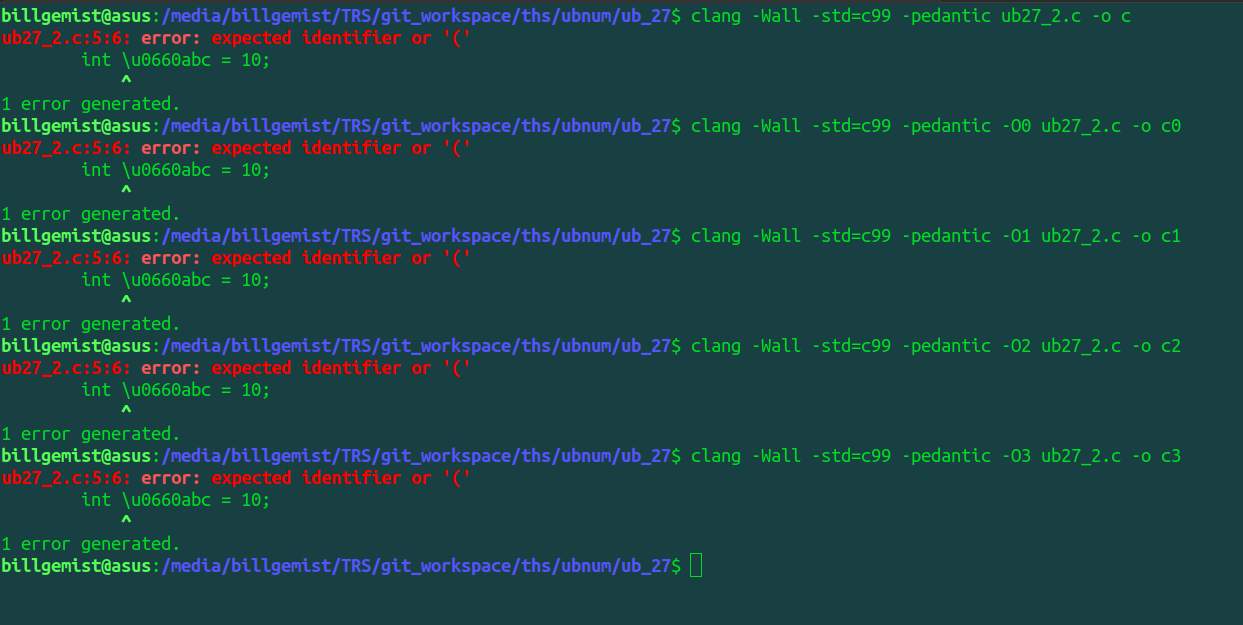 billgemist@asus:/media/billgemist/TRS/git_workspace/ths/ubnum/ub_27$ clang -Wall -std=c99 -pedantic ub27_2.c -o c
ub27_2.c:5:6: error: expected identifier or '('
        int \u0660abc = 10;
            ^
1 error generated.
billgemist@asus:/media/billgemist/TRS/git_workspace/ths/ubnum/ub_27$ clang -Wall -std=c99 -pedantic -O0 ub27_2.c -o c0
ub27_2.c:5:6: error: expected identifier or '('
        int \u0660abc = 10;
            ^
1 error generated.
billgemist@asus:/media/billgemist/TRS/git_workspace/ths/ubnum/ub_27$ clang -Wall -std=c99 -pedantic -O1 ub27_2.c -o c1
ub27_2.c:5:6: error: expected identifier or '('
        int \u0660abc = 10;
            ^
1 error generated.
billgemist@asus:/media/billgemist/TRS/git_workspace/ths/ubnum/ub_27$ clang -Wall -std=c99 -pedantic -O2 ub27_2.c -o c2
ub27_2.c:5:6: error: expected identifier or '('
        int \u0660abc = 10;
            ^
1 error generated.
billgemist@asus:/media/billgemist/TRS/git_workspace/ths/ubnum/ub_27$ clang -Wall -std=c99 -pedantic -O3 ub27_2.c -o c3
ub27_2.c:5:6: error: expected identifier or '('
        int \u0660abc = 10;
            ^
1 error generated.
billgemist@asus:/media/billgemist/TRS/git_workspace/ths/ubnum/ub_27$